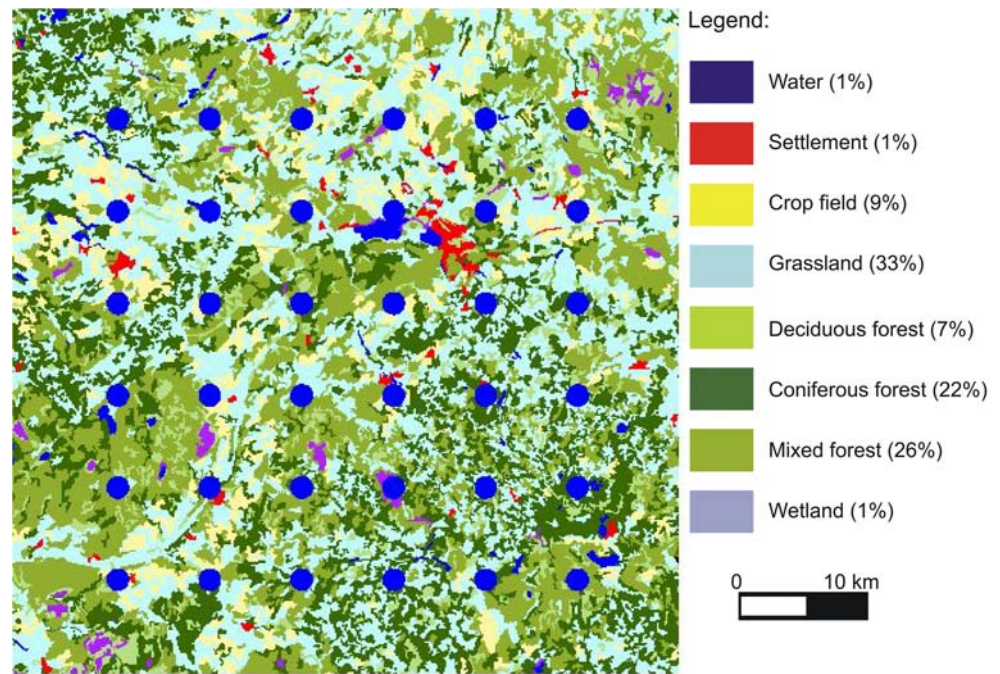 Legend:
Water (1%)
Settlement (1%)
Crop field (9%)
Grassland (33%)
Deciduous forest (7%)
Coniferous forest (22%)
Mixed forest (26%)
Wetland (1%)
0 10 km